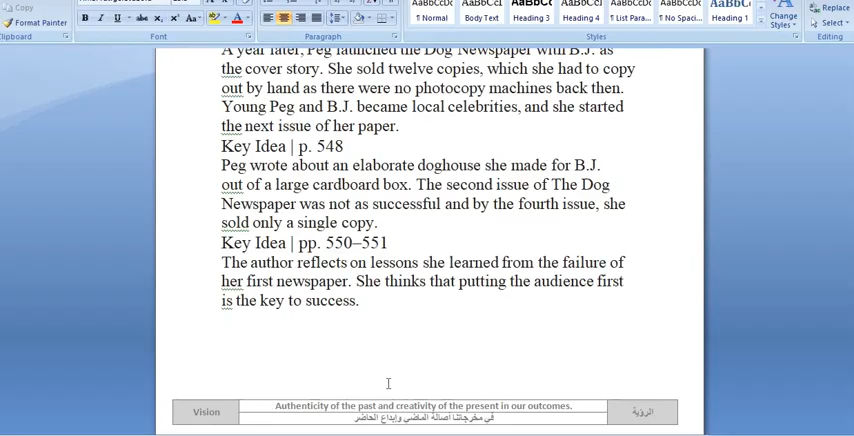 Copy
Format Painter
Clipboard
B I U
Font
Paragraph
AaBbCcDc
AaBbCcI
AaBbCcDc
¶ Normal
Body Text
Heading 3
Heading 4
¶ List Para...
¶ No Spaci...
Heading 1
Change
Styles
Styles
Replace
Select
Editing
A year later, Peg launched the Dog Newspaper with B.J. as
the cover story. She sold twelve copies, which she had to copy
out by hand as there were no photocopy machines back then.
Young Peg and B.J. became local celebrities, and she started
the next issue of her paper.
Key Idea | p. 548
Peg wrote about an elaborate doghouse she made for B.J.
out of a large cardboard box. The second issue of The Dog
Newspaper was not as successful and by the fourth issue, she
sold only a single copy.
Key Idea | pp. 550–551
The author reflects on lessons she learned from the failure of
her first newspaper. She thinks that putting the audience first
is the key to success.
Vision
Authenticity of the past and creativity of the present in our outcomes.
في مخرجاتنا أصالة الماضي وإبداع الحاضر
الرؤية